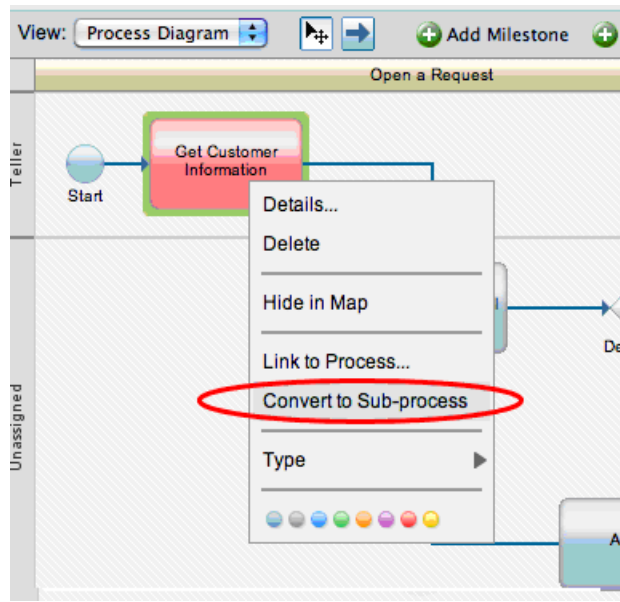 View: Process Diagram
Add Milestone
Open a Request
Teller
Get Customer
Information
Start
Details...
Delete
Hide in Map
Link to Process...
Convert to Sub-process
Type
Unassigned
De
A